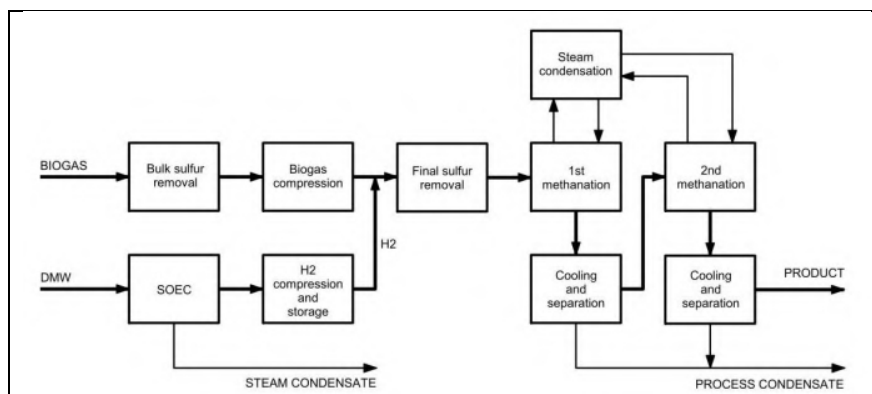 Steam
condensation
BIOGAS
Bulk sulfur
removal
Biogas
compression
Final sulfur
removal
1st
methanation
2nd
methanation
H2
DMW
SOEC
H2
compression
and
storage
Cooling
and
separation
Cooling
and
separation
PRODUCT
STEAM CONDENSATE
PROCESS CONDENSATE